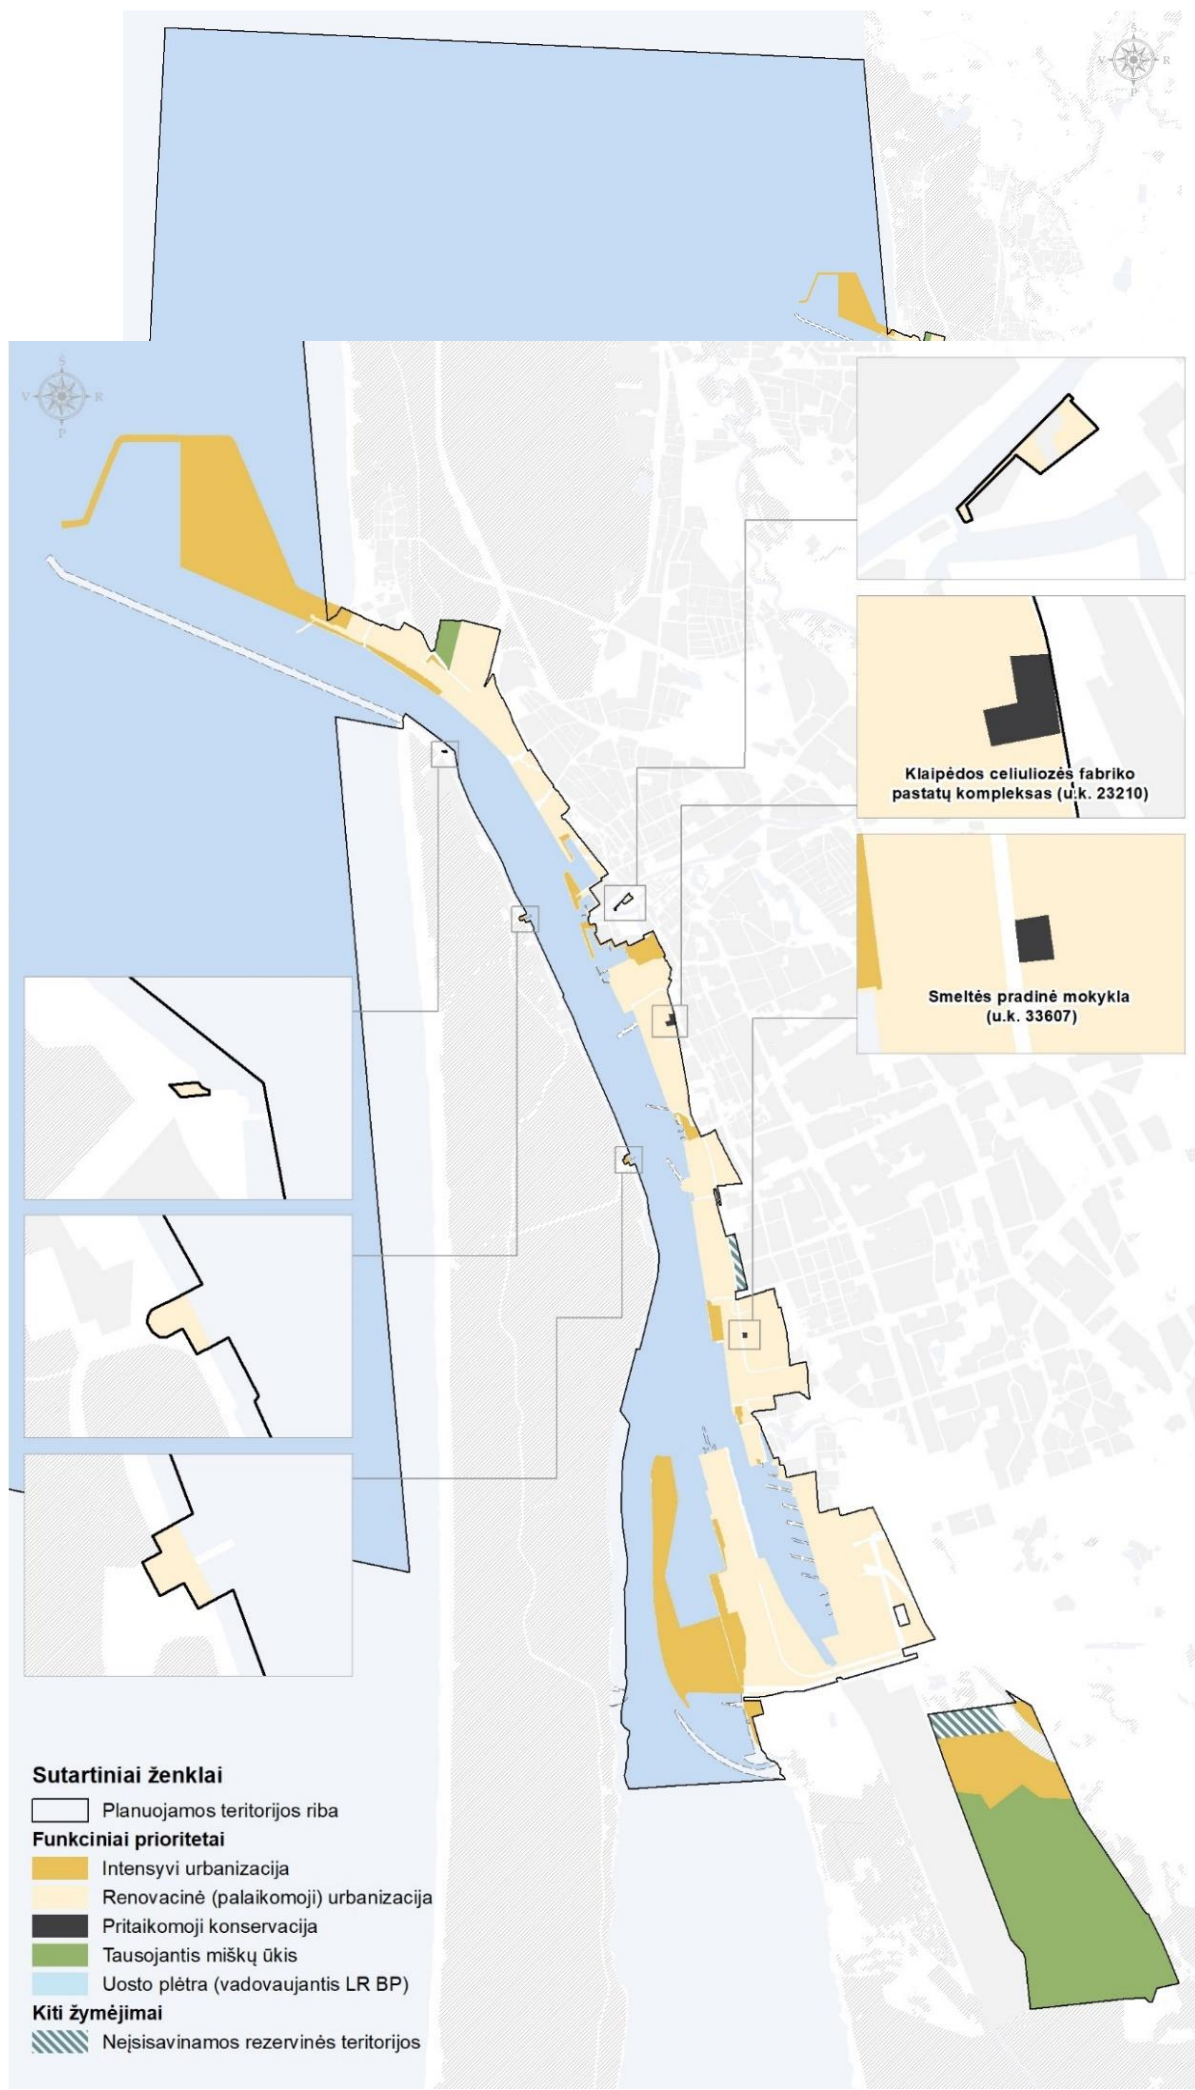 Š
V R
P
Š
V R
P
Klaipėdos celiuliozės fabriko
pastatų kompleksas (u.k. 23210)
Smeltės pradinė mokykla
(u.k. 33607)
Sutartiniai ženklai
Planuojamos teritorijos riba
Funkciniai prioritetai
Intensyvi urbanizacija
Renovacinė (palaikomoji) urbanizacija
Pritaikomoji konservacija
Tausojantis miškų ūkis
Uosto plėtra (vadovaujantis LR BP)
Kiti žymėjimai
Neįsisavinamos rezervinės teritorijos